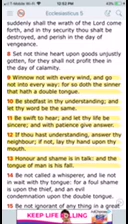 10:53 PM
Ecclesiasticus 5
suddenly shall the wrath of the Lord come
forth, and in thy security thou shalt be
destroyed, and perish in the day of
vengeance.
8 Set not thine heart upon goods unjustly
gotten, for they shall not profit thee in
the day of calamity.
9 Winnow not with every wind, and go
not into every way: for so doth the sinner
that hath a double tongue.
10 Be stedfast in thy understanding; and
let thy word be the same.
11 Be swift to hear; and let thy life be
sincere; and with patience give answer.
12 If thou hast understanding, answer thy
neighbour; if not, lay thy hand upon thy
mouth.
13 Honour and shame is in talk: and the
tongue of man is his fall.
14 Be not called a whisperer, and lie not
in wait with thy tongue: for a foul shame
is upon the thief, and an evil
condemnation upon the double tongue.
15 Be not ignorant of any thing in a great
KEEP KILLING